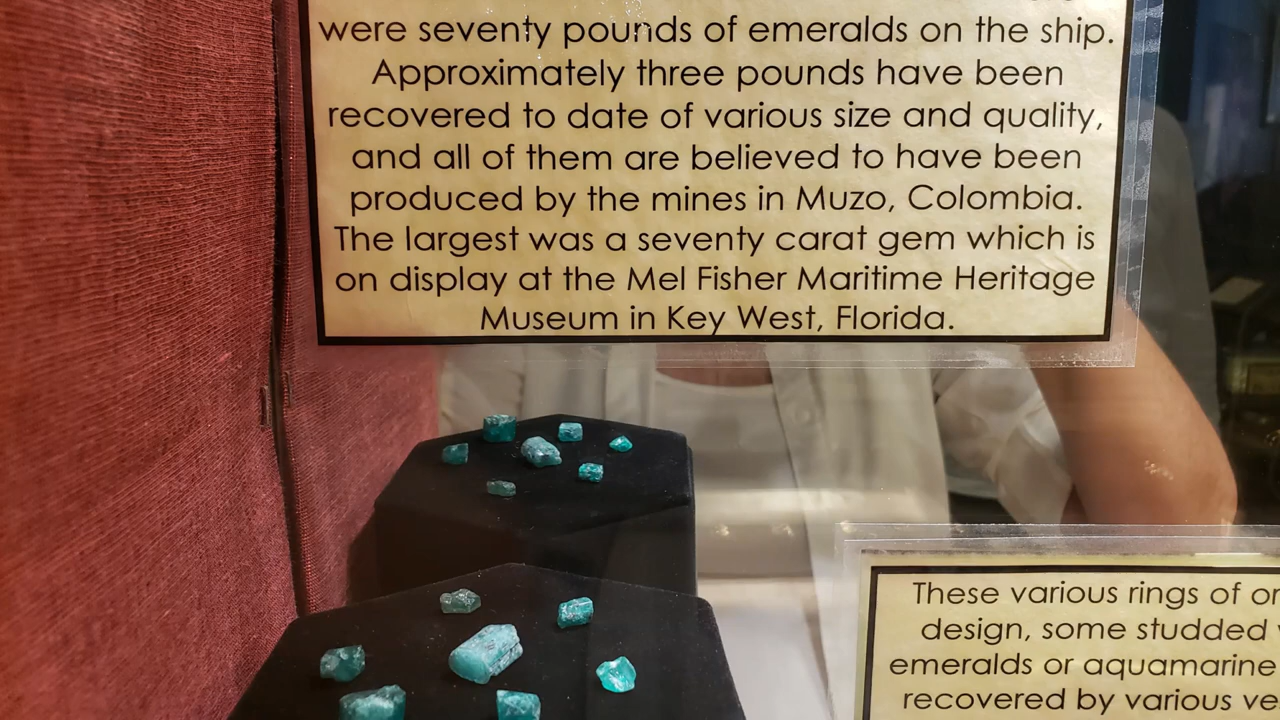 were seventy pounds of emeralds on the ship.
Approximately three pounds have been
recovered to date of various size and quality,
and all of them are believed to have been
produced by the mines in Muzo, Colombia.
The largest was a seventy carat gem which is
on display at the Mel Fisher Maritime Heritage
Museum in Key West, Florida.
These various rings of
design, some studded
emeralds or aquamarine
recovered by various